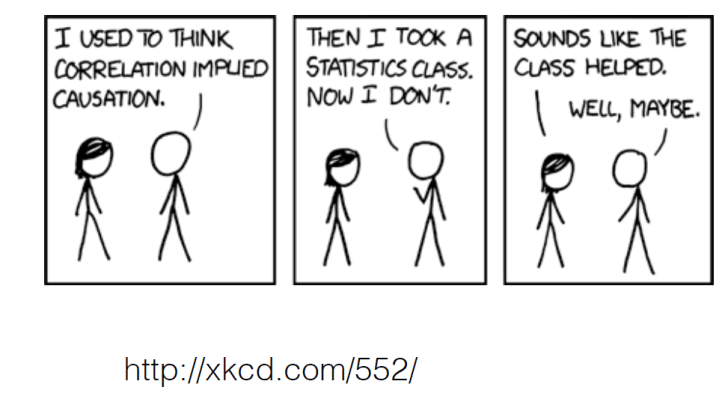 I USED TO THINK
CORRELATION IMPLIED
CAUSATION.
THEN I TOOK A
STATISTICS CLASS.
NOW I DON'T.
SOUNDS LIKE THE
CLASS HELPED.
WELL, MAYBE.
http://xkcd.com/552/